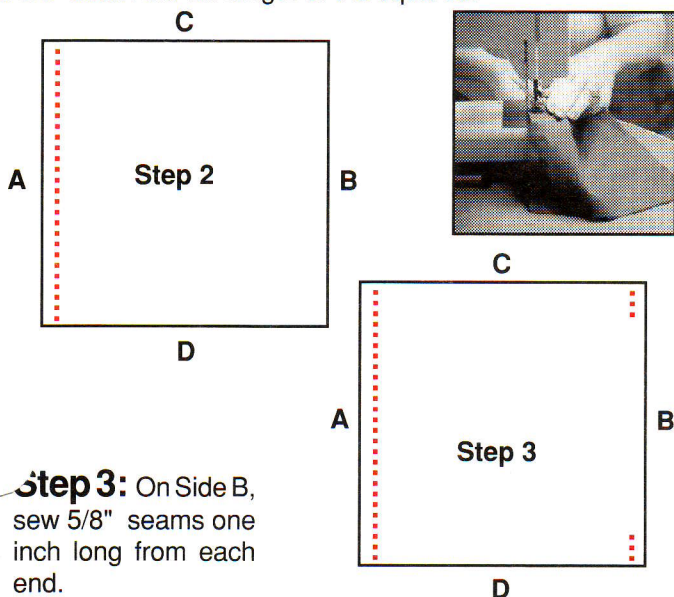 C
A
Step 2
B
D
C
A
Step 3
B
D
Step 3: On Side B,
sew 5/8" seams one
inch long from each
end.